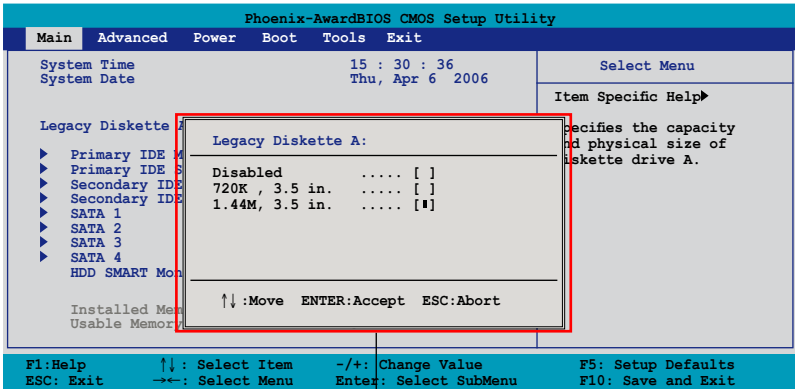 Phoenix-AwardBIOS CMOS Setup Utility
Main Advanced Power Boot Tools Exit
System Time 15 : 30 : 36
System Date Thu, Apr 6 2006
Select Menu
Item Specific Help▶
Specifies the capacity
and physical size of
diskette drive A.
Legacy Diskette A
▶ Primary IDE M
▶ Primary IDE S
▶ Secondary IDE
▶ Secondary IDE
▶ SATA 1
▶ SATA 2
▶ SATA 3
▶ SATA 4
HDD SMART Mon
Installed Mem
Usable Memory
Legacy Diskette A:
Disabled ..... [ ]
720K , 3.5 in. ..... [ ]
1.44M, 3.5 in. ..... [▮]
↑↓ :Move ENTER:Accept ESC:Abort
F1:Help ↑↓ : Select Item -/+: Change Value F5: Setup Defaults
ESC: Exit →←: Select Menu Enter: Select SubMenu F10: Save and Exit